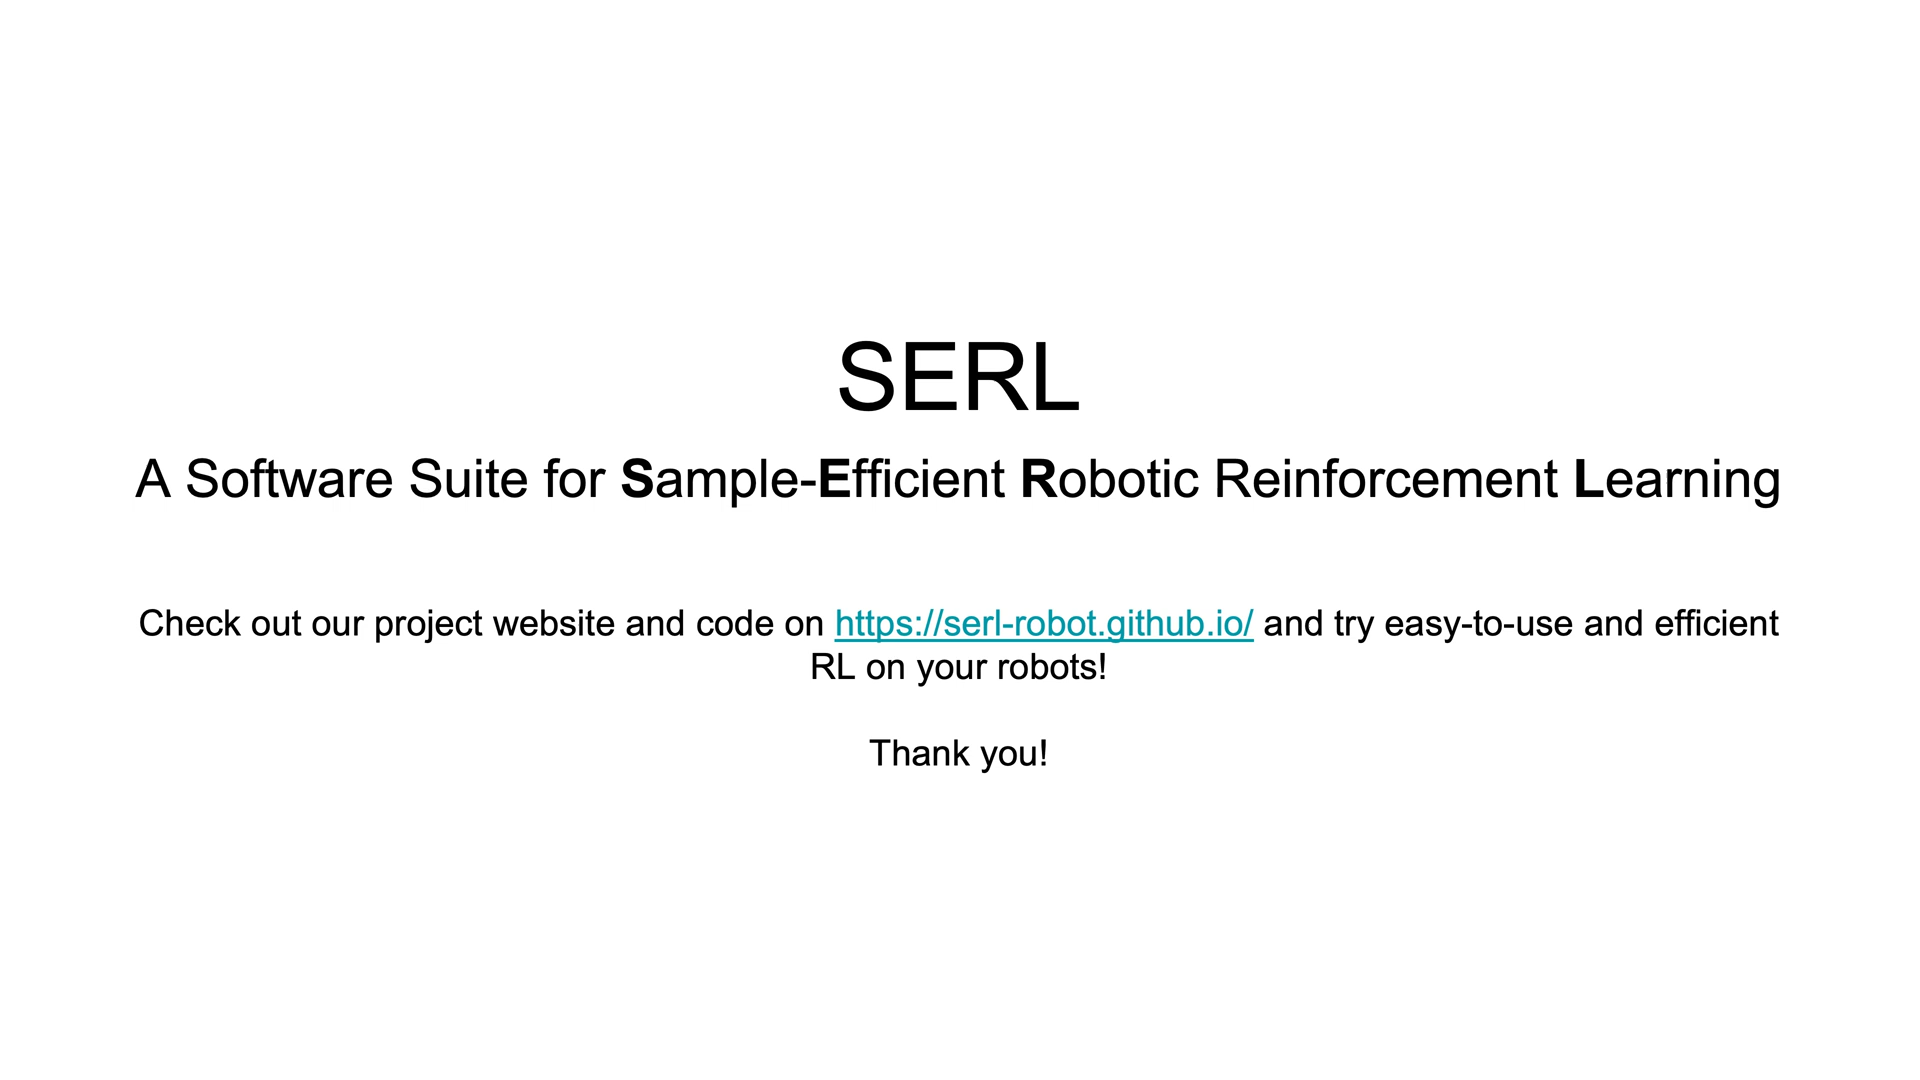 SERL
A Software Suite for Sample-Efficient Robotic Reinforcement Learning
Check out our project website and code on https://serl-robot.github.io/ and try easy-to-use and efficient
RL on your robots!
Thank you!